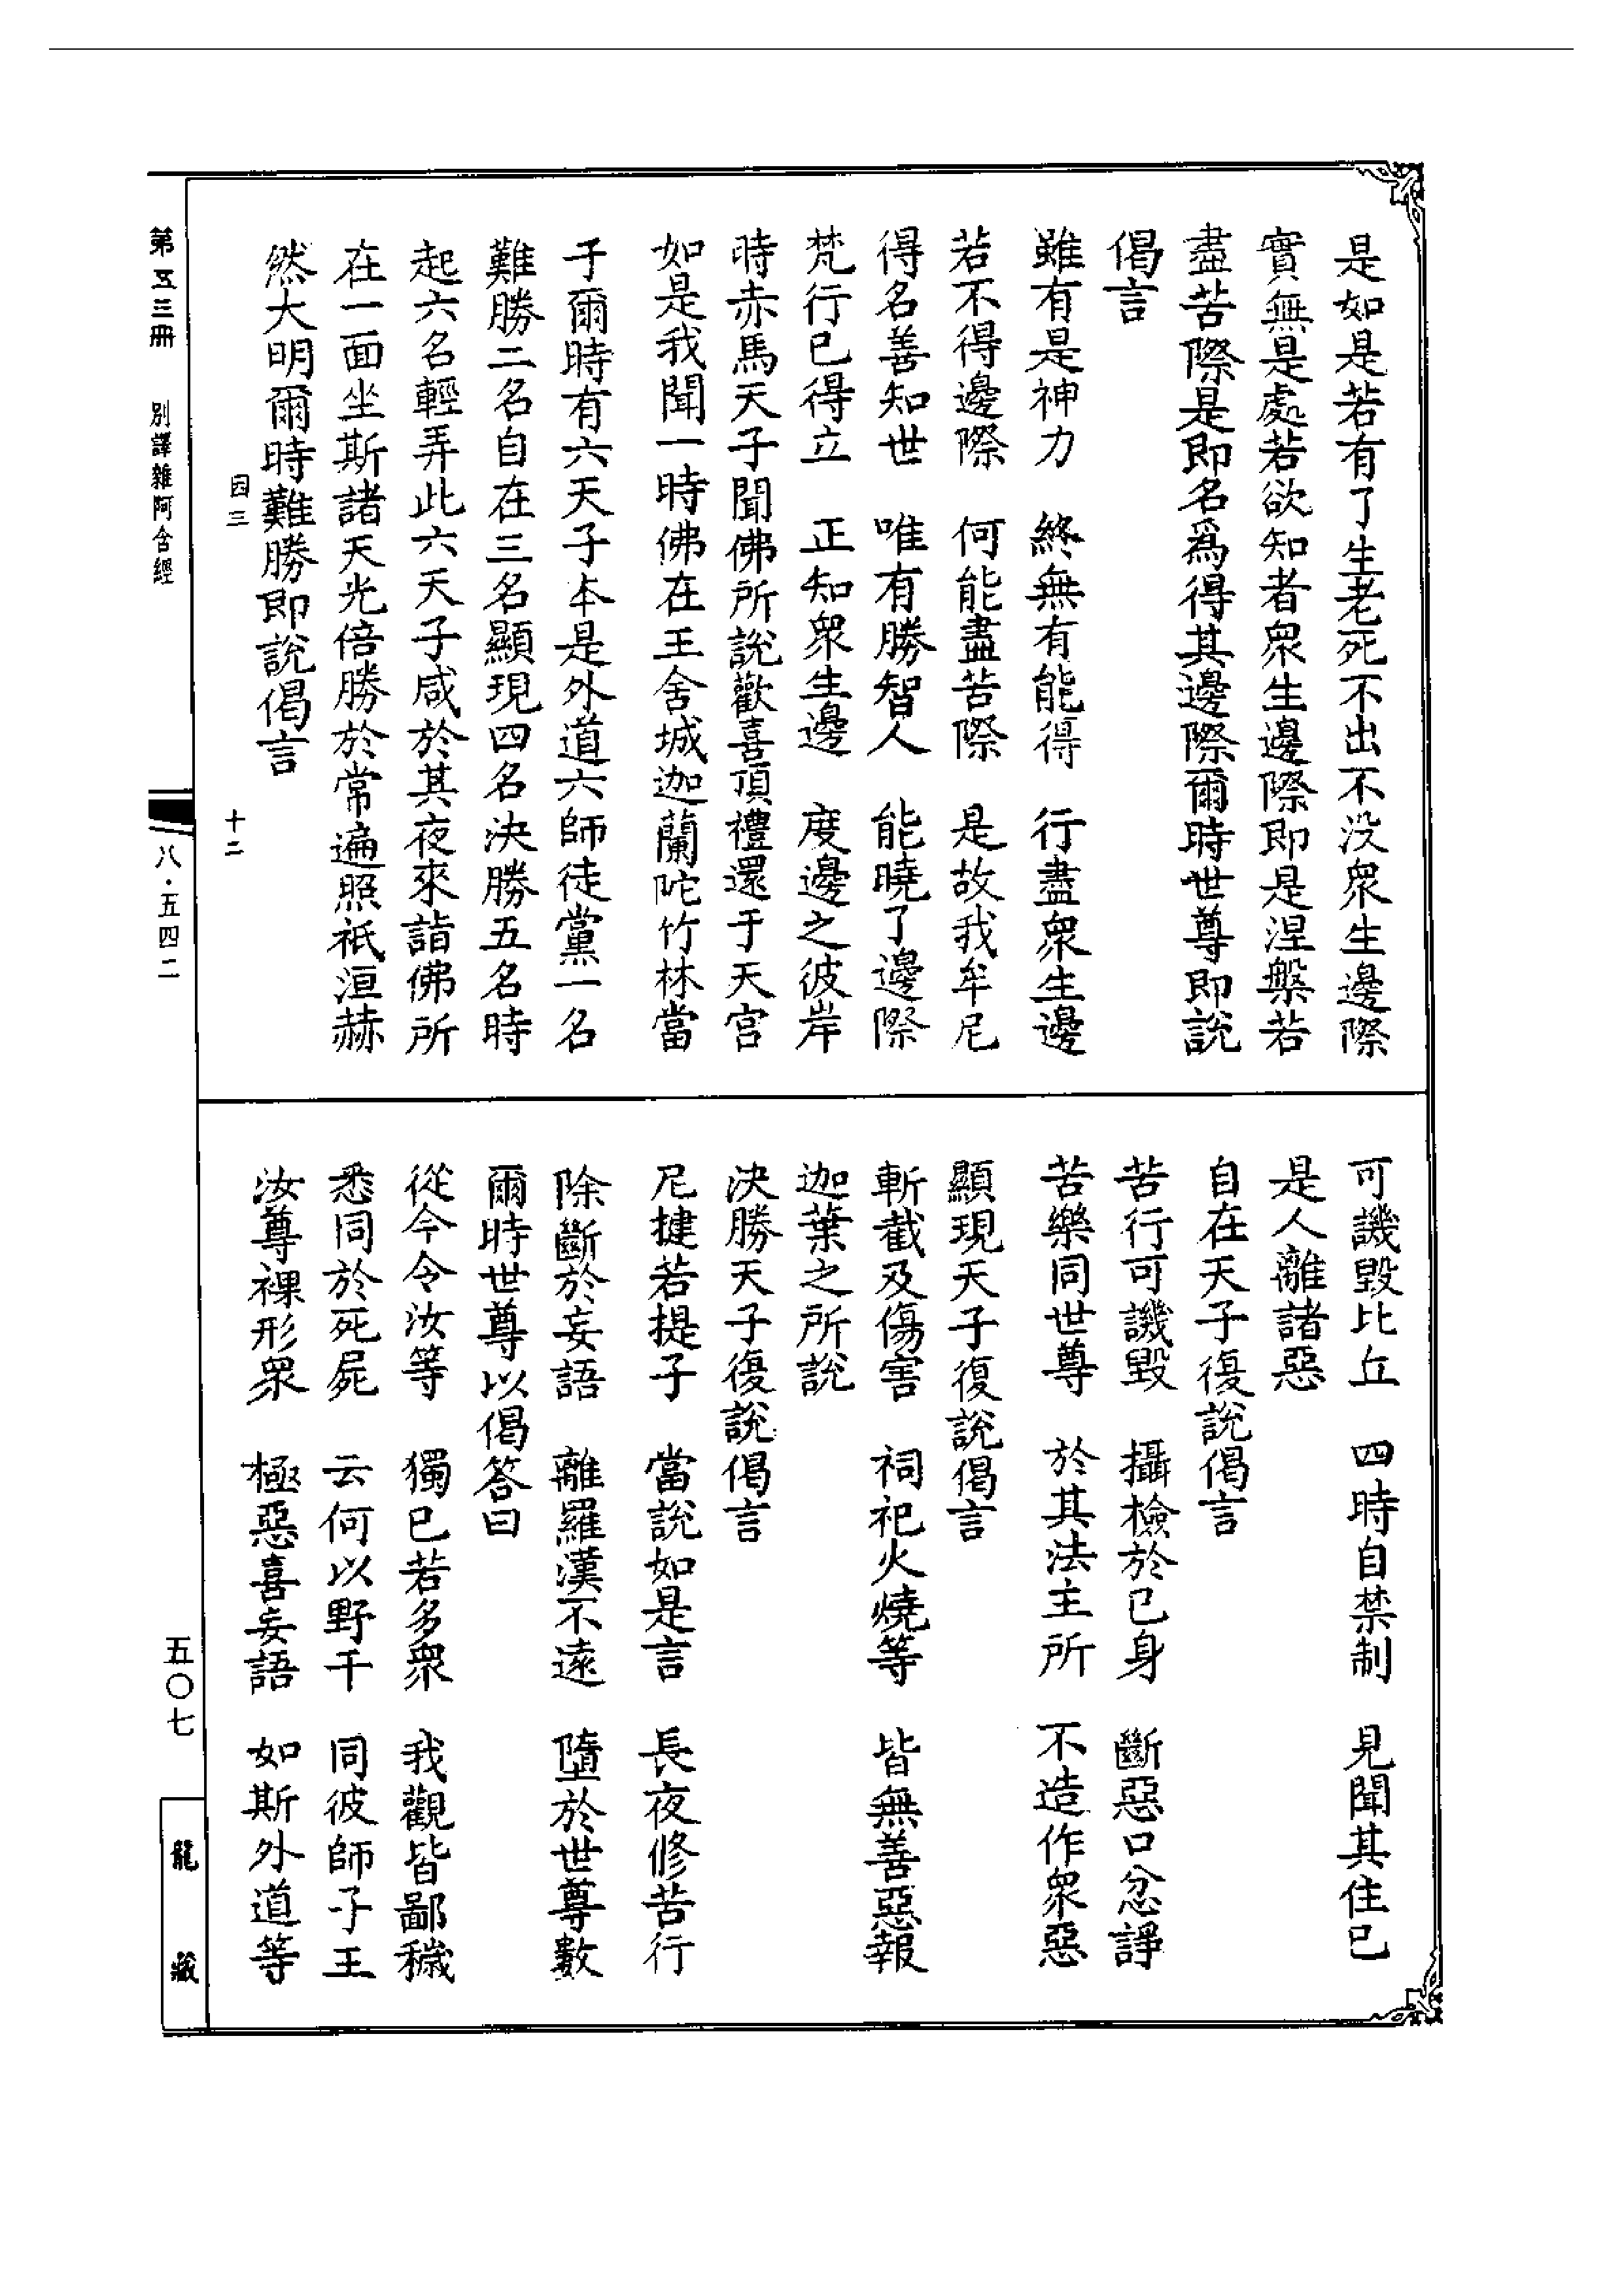 是如是若有了生老死不出不没衆生邊際
實無是處若欲知者衆生邊際即是涅槃若
盡苦際是即名爲得其邊際爾時世尊即説
偈言
雖有是神力　終無有能得　行盡衆生邊
若不得邊際　何能盡苦際　是故我牟尼
得名善知世　唯有勝智人　能曉了邊際
梵行已得立　正知衆生邊　度邊之彼岸
時赤馬天子聞佛所説歡喜頂禮還于天宫
如是我聞一時佛在王舍城迦蘭陀竹林當
于爾時有六天子本是外道六師徒黨一名
難勝二名自在三名顯現四名決勝五名時
起六名輕弄此六天子咸於其夜來詣佛所
在一面坐斯諸天光倍勝於常遍照祇洹赫
然大明爾時難勝即説偈言
園三　十二
可譏毀比丘　四時自禁制　見聞其住已
是人離諸惡
自在天子復説偈言
苦行可譏毀　攝檢於已身　斷惡口忿諍
苦樂同世尊　於其法主所　不造作衆惡
顯現天子復説偈言
斬截及傷害　祠祀火燒等　皆無善惡報
迦葉之所説
決勝天子復説偈言
尼揵若提子　當説如是言　長夜修苦行
除斷於妄語　離羅漢不遠　墮於世尊數
爾時世尊以偈答曰
從今令汝等　獨已若多衆　我觀皆鄙穢
悉同於死屍　云何以野干　同彼師子王
汝尊裸形衆　極惡喜妄語　如斯外道等
第五三冊　別譯雜阿含經　八·五四二　五〇七　龍藏